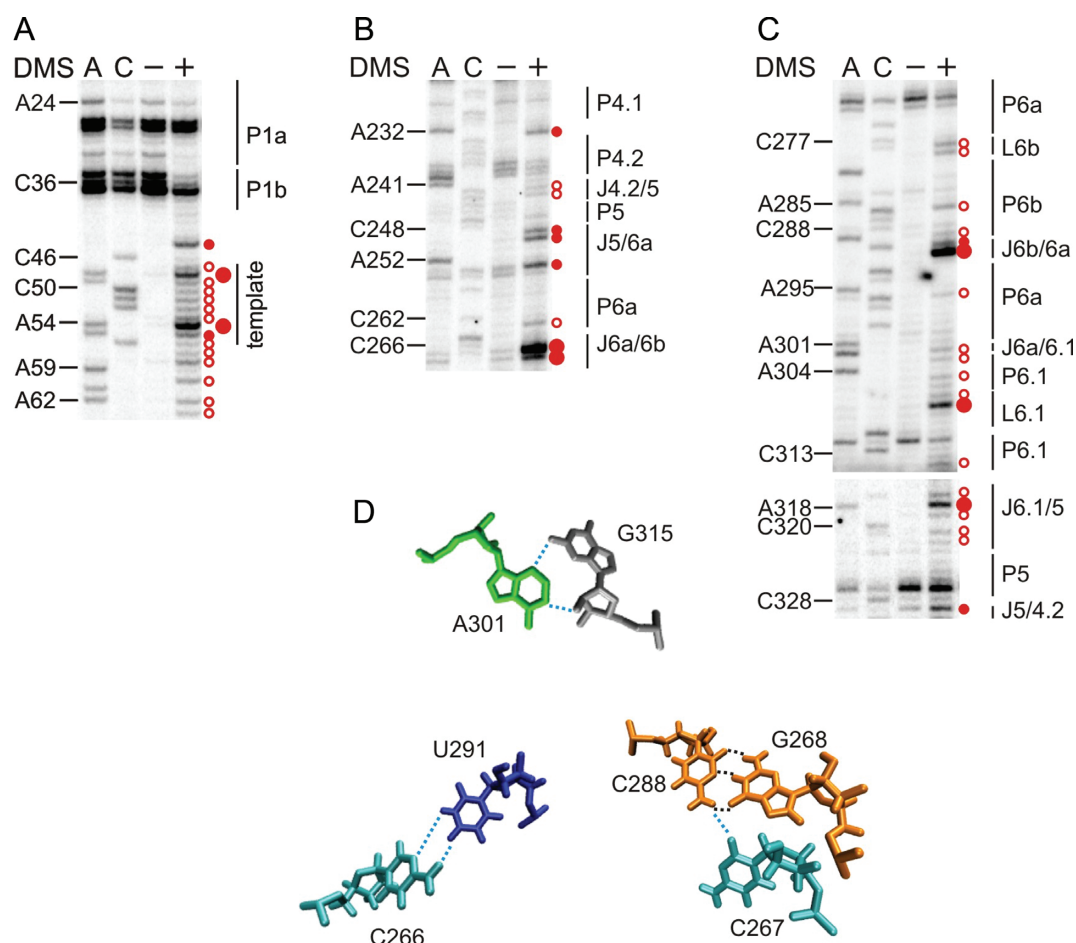 A
DMS A C − +
A24
C36
C46
C50
A54
A59
A62
P1a
P1b
template
B
DMS A C − +
A232
A241
C248
A252
C262
C266
P4.1
P4.2
J4.2/5
P5
J5/6a
P6a
J6a/6b
C
DMS A C − +
C277
A285
C288
A295
A301
A304
C313
A318
C320
C328
P6a
L6b
P6b
J6b/6a
P6a
J6a/6.1
P6.1
L6.1
P6.1
J6.1/5
P5
J5/4.2
D
G315
A301
U291
C266
G268
C288
C267